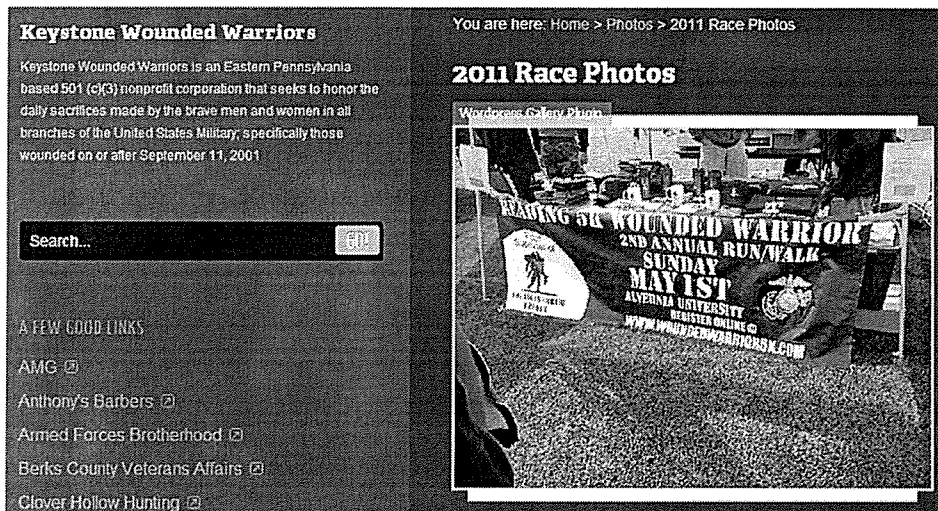 Keystone Wounded Warriors
Keystone Wounded Warriors is an Eastern Pennsylvania
based 501 (c)(3) nonprofit corporation that seeks to honor the
daily sacrifices made by the brave men and women in all
branches of the United States Military; specifically those
wounded on or after September 11, 2001
Search...
GO!
A FEW GOOD LINKS
AMG
Anthony's Barbers
Armed Forces Brotherhood
Berks County Veterans Affairs
Clover Hollow Hunting
You are here: Home > Photos > 2011 Race Photos
2011 Race Photos
Wordpress Gallery Plugin
READING 5K WOUNDED WARRIOR
2ND ANNUAL RUN/WALK
SUNDAY
MAY 1ST
ALVERNIA UNIVERSITY
REGISTER ONLINE @